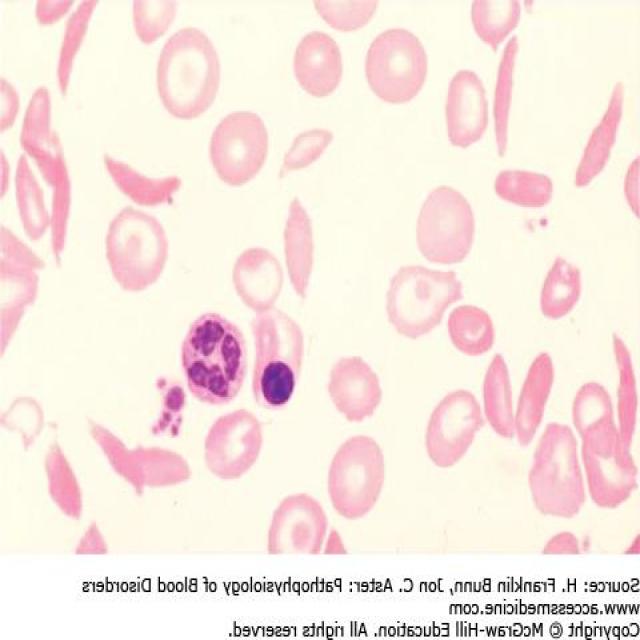 Source: H. Franklin Bunn, Jon C. Aster: Pathophysiology of Blood Disorders
www.accessmedicine.com
Copyright © McGraw-Hill Education. All rights reserved.